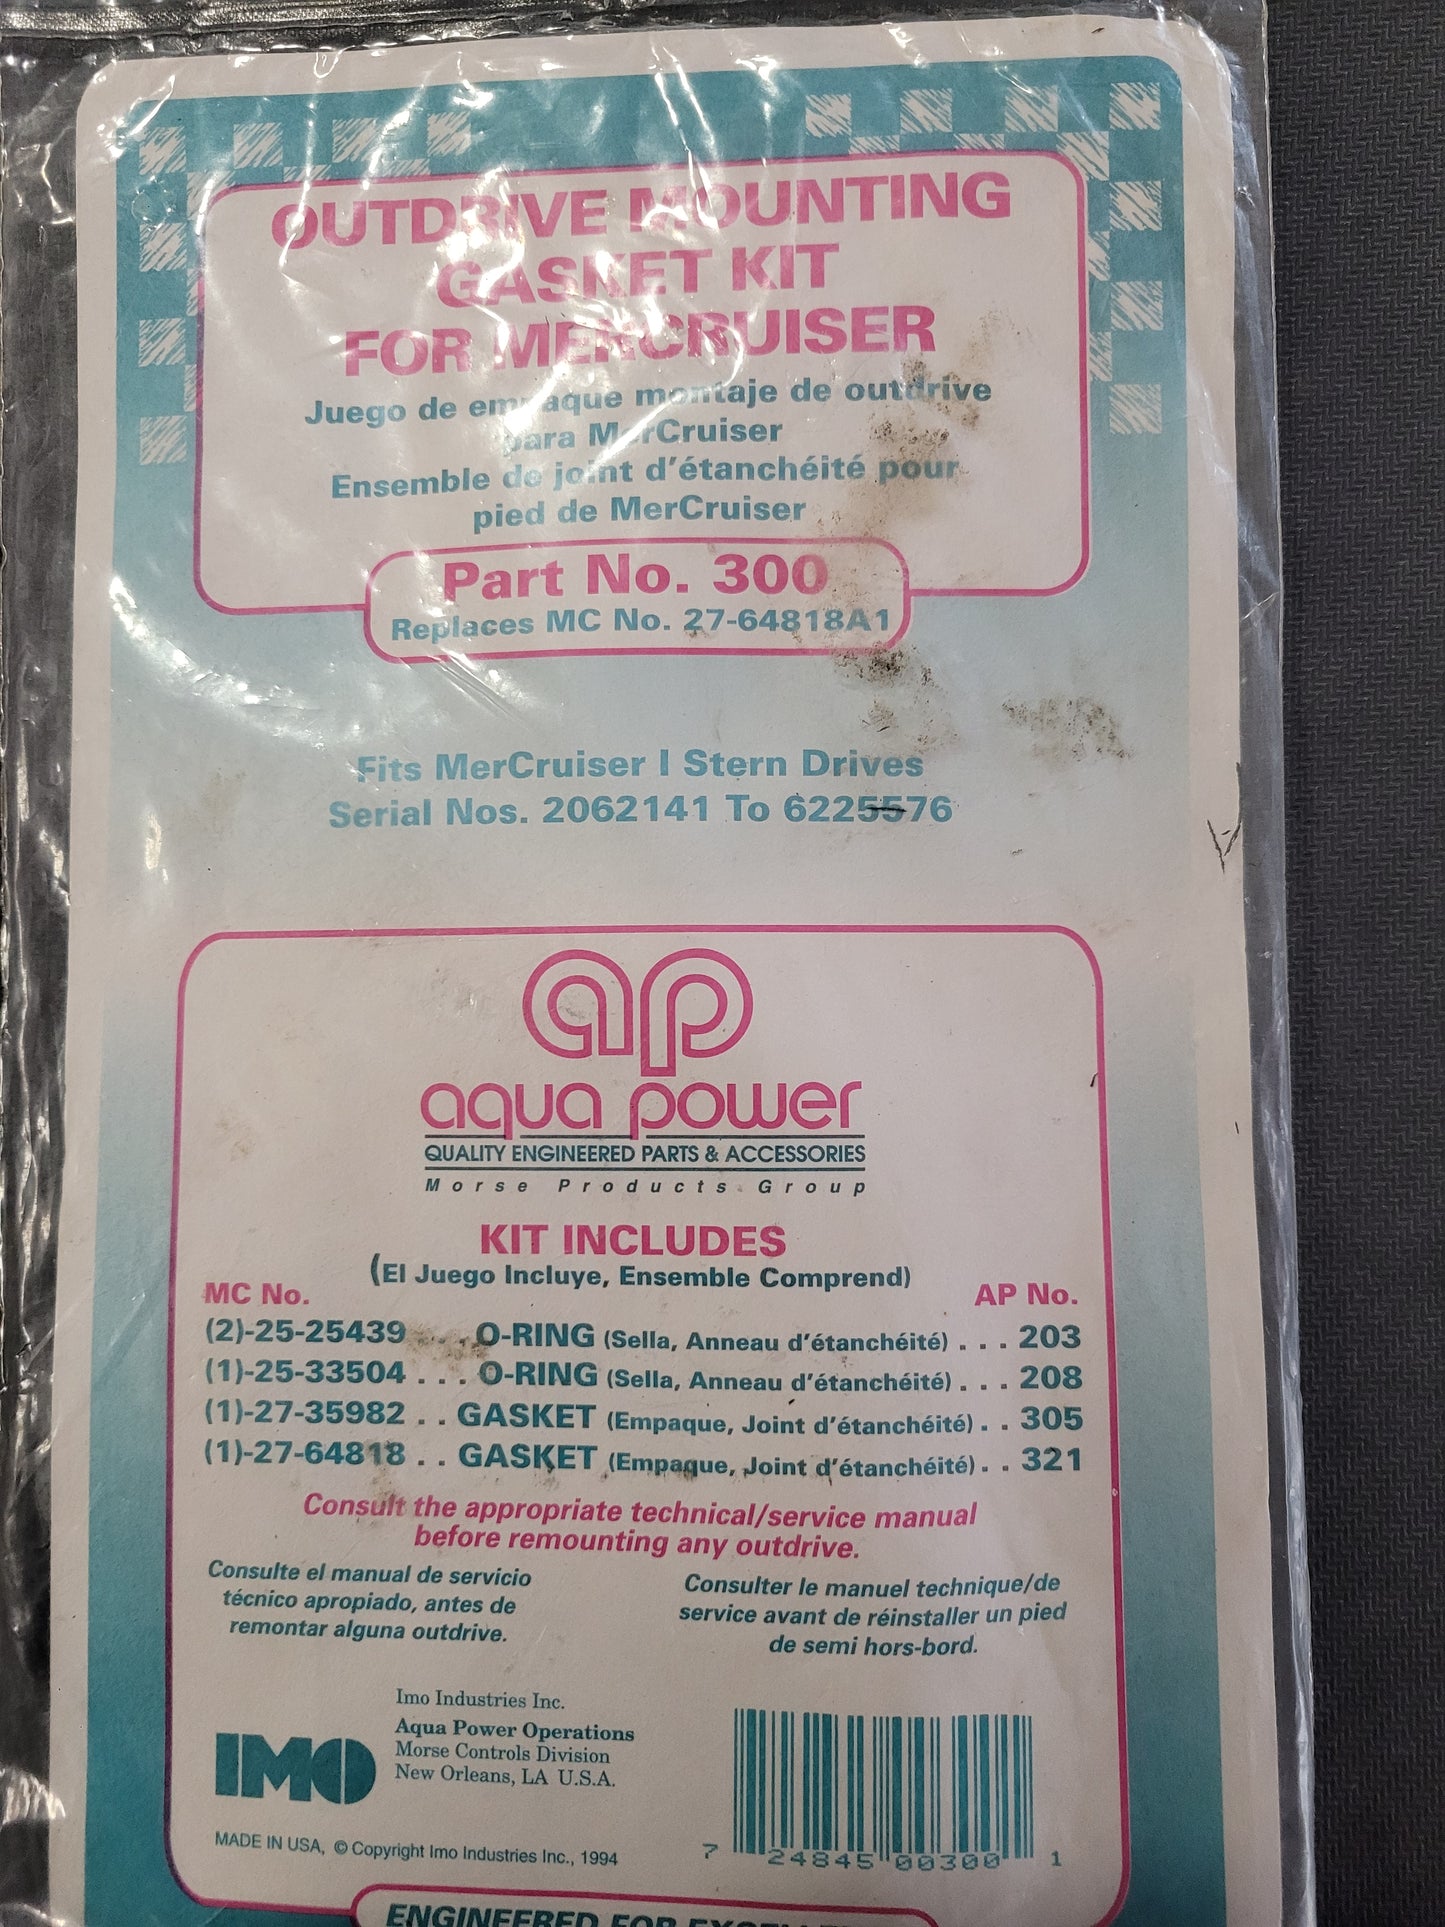 OUTDRIVE MOUNTING
GASKET KIT
FOR MERCRUISER
Juego de empaque montaje de outdrive
para MerCruiser
Ensemble de joint d'étanchéité pour
pied de MerCruiser
Part No. 300
Replaces MC No. 27-64818A1
Fits MerCruiser I Stern Drives
Serial Nos. 2062141 To 6225576
ap
aqua power
QUALITY ENGINEERED PARTS & ACCESSORIES
Morse Products Group
KIT INCLUDES
(El Juego Incluye, Ensemble Comprend)
MC No. AP No.
(2)-25-25439 . . . . O-RING (Sella, Anneau d'étanchéité) . . . 203
(1)-25-33504 . . . O-RING (Sella, Anneau d'étanchéité) . . . 208
(1)-27-35982 . . GASKET (Empaque, Joint d'étanchéité) . . 305
(1)-27-64818 . . GASKET (Empaque, Joint d'étanchéité) . . 321
Consult the appropriate technical/service manual
before remounting any outdrive.
Consulte el manual de servicio
técnico apropiado, antes de
remontar alguna outdrive.
Consulter le manuel technique/de
service avant de réinstaller un pied
de semi hors-bord.
IMO
Imo Industries Inc.
Aqua Power Operations
Morse Controls Division
New Orleans, LA U.S.A.
MADE IN USA, © Copyright Imo Industries Inc., 1994
7 24845 00300 1
ENGINEERED FOR